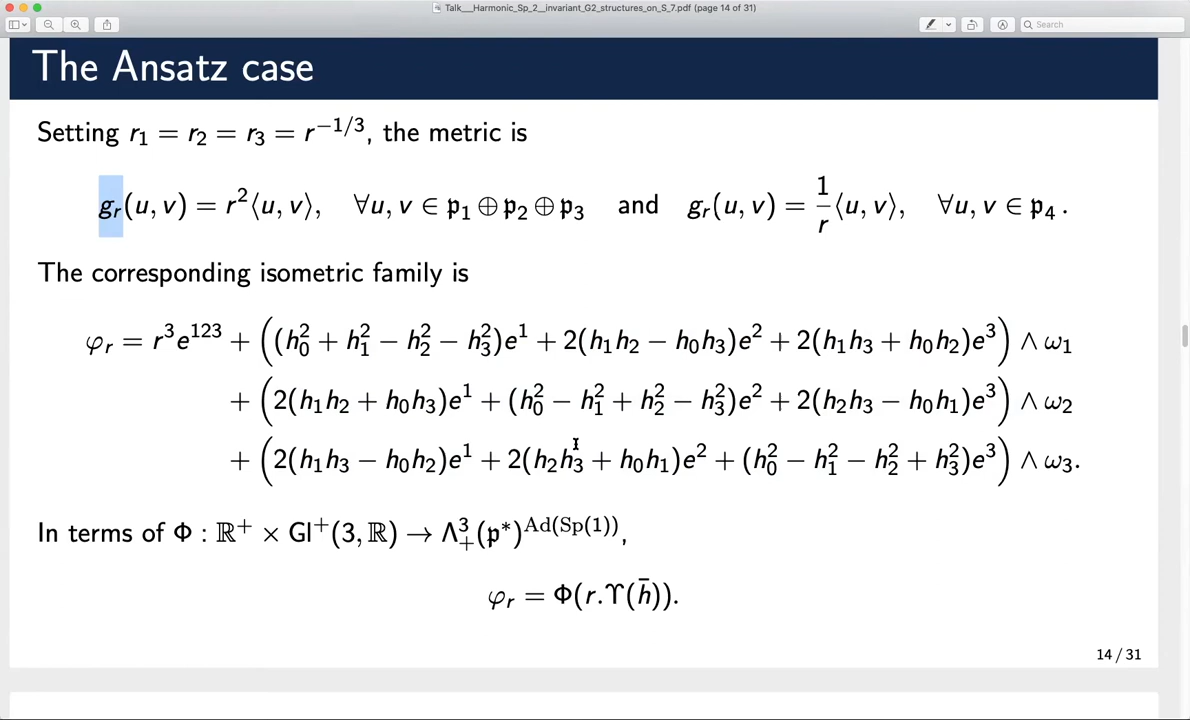 Talk__Harmonic_Sp_2__invariant_G2_structures_on_S_7.pdf (page 14 of 31)
Search
The Ansatz case
Setting r₁ = r₂ = r₃ = r^{−1/3}, the metric is
g_r(u, v) = r²⟨u, v⟩, ∀u, v ∈ 𝔭₁ ⊕ 𝔭₂ ⊕ 𝔭₃ and g_r(u, v) = \frac{1}{r}⟨u, v⟩, ∀u, v ∈ 𝔭₄ .
The corresponding isometric family is
φ_r = r³e^{123} + ((h₀² + h₁² − h₂² − h₃²)e¹ + 2(h₁h₂ − h₀h₃)e² + 2(h₁h₃ + h₀h₂)e³) ∧ ω₁
+ (2(h₁h₂ + h₀h₃)e¹ + (h₀² − h₁² + h₂² − h₃²)e² + 2(h₂h₃ − h₀h₁)e³) ∧ ω₂
+ (2(h₁h₃ − h₀h₂)e¹ + 2(h₂h₃ + h₀h₁)e² + (h₀² − h₁² − h₂² + h₃²)e³) ∧ ω₃.
In terms of Φ : ℝ⁺ × Gl⁺(3, ℝ) → Λ³₊(𝔭*)^{Ad(Sp(1))},
φ_r = Φ(r.ϒ(h̄)).
14 / 31